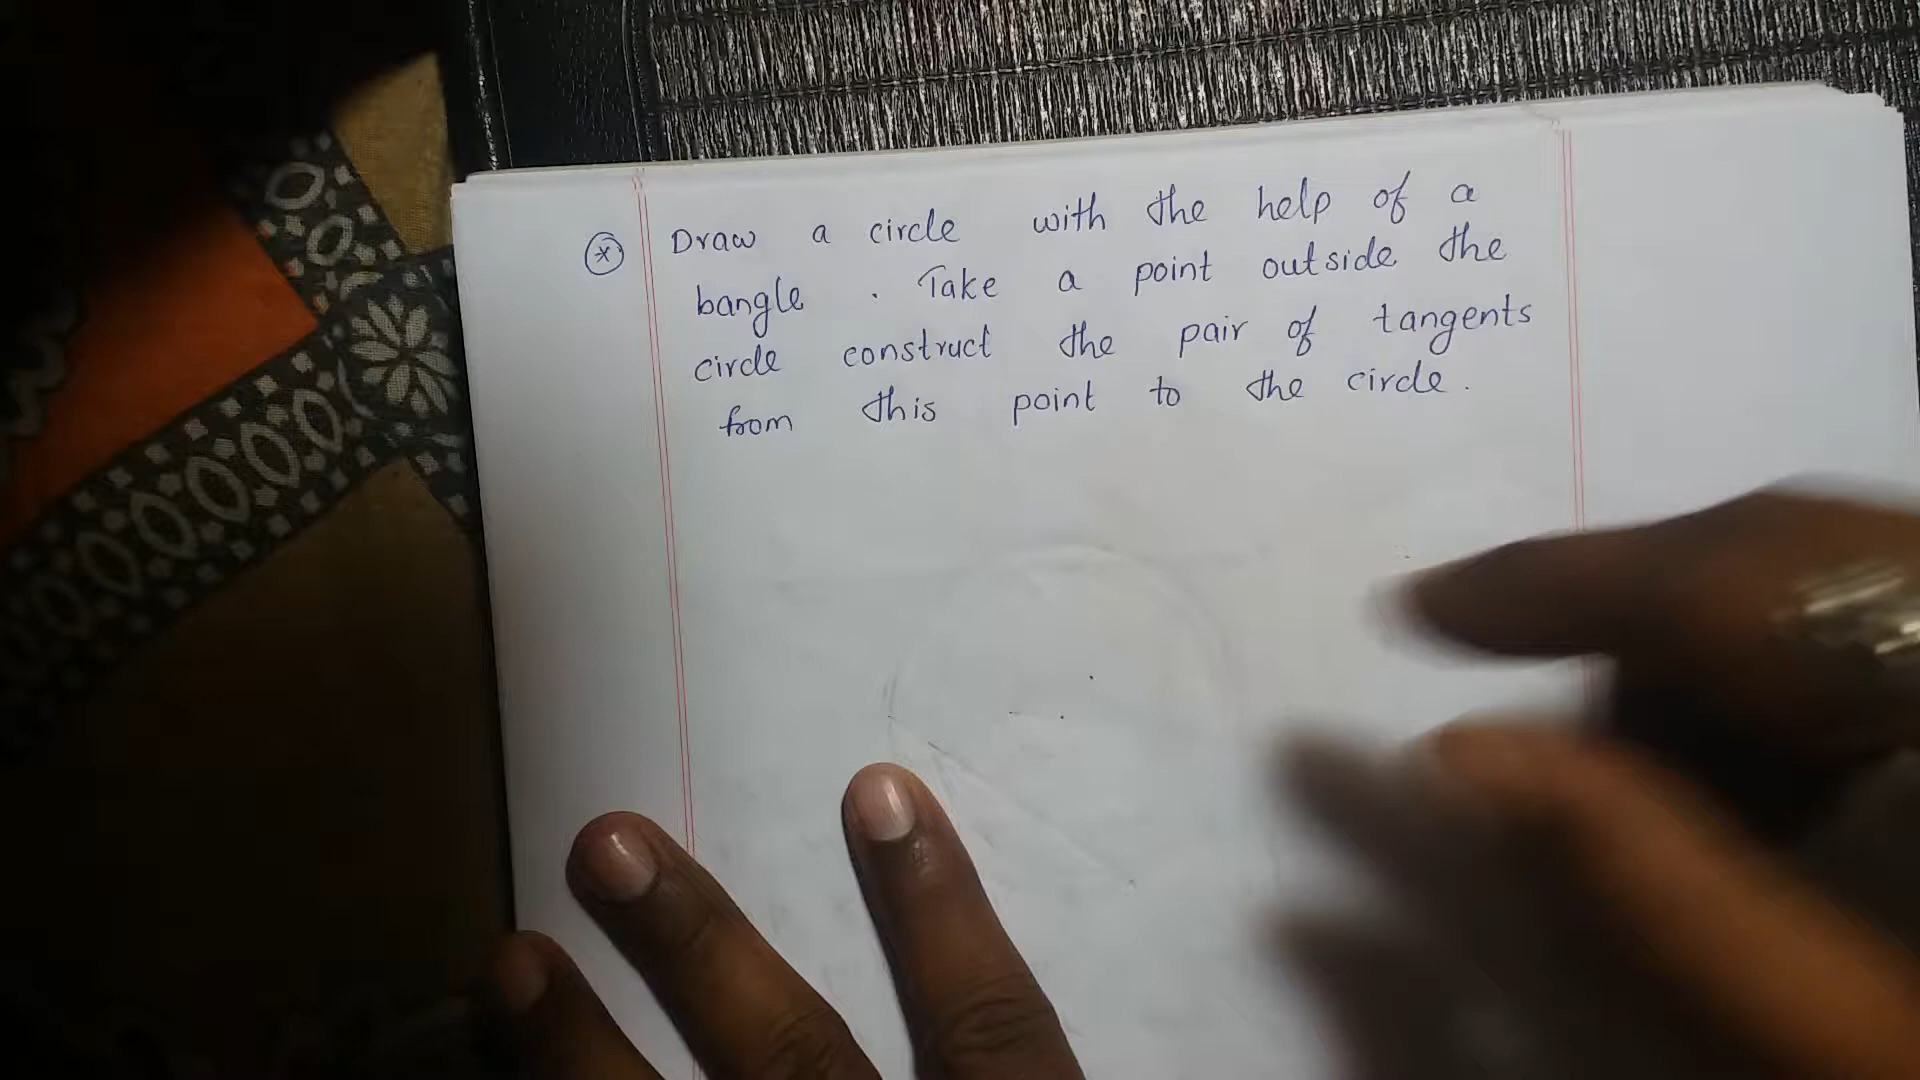 * Draw a circle with the help of a
bangle . Take a point outside the
circle construct the pair of tangents
from this point to the circle .